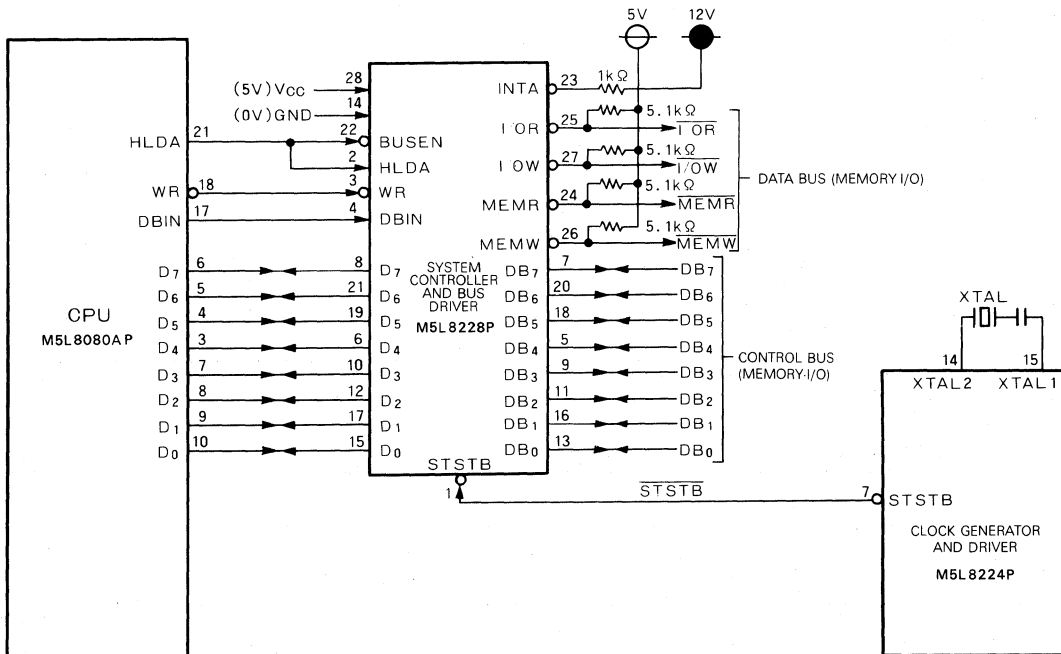 5V 12V
(5V)VCC 28
(0V)GND 14
INTA 23 1kΩ
HLDA 21
22 BUSEN
2 HLDA
WR 18
3 WR
DBIN 17
4 DBIN
I OR 25 5.1kΩ I OR
I OW 27 5.1kΩ I/OW
MEMR 24 5.1kΩ MEMR
MEMW 26 5.1kΩ MEMW
DATA BUS (MEMORY I/O)
CPU
M5L8080AP
D7 6 8 D7
D6 5 21 D6
D5 4 19 D5
D4 3 6 D4
D3 7 10 D3
D2 8 12 D2
D1 9 17 D1
D0 10 15 D0
SYSTEM
CONTROLLER
AND BUS
DRIVER
M5L8228P
DB7 7 DB7
DB6 20 DB6
DB5 18 DB5
DB4 5 DB4
DB3 9 DB3
DB2 11 DB2
DB1 16 DB1
DB0 13 DB0
CONTROL BUS
(MEMORY·I/O)
STSTB
1
STSTB
XTAL
14 15
XTAL2 XTAL1
7 STSTB
CLOCK GENERATOR
AND DRIVER
M5L8224P